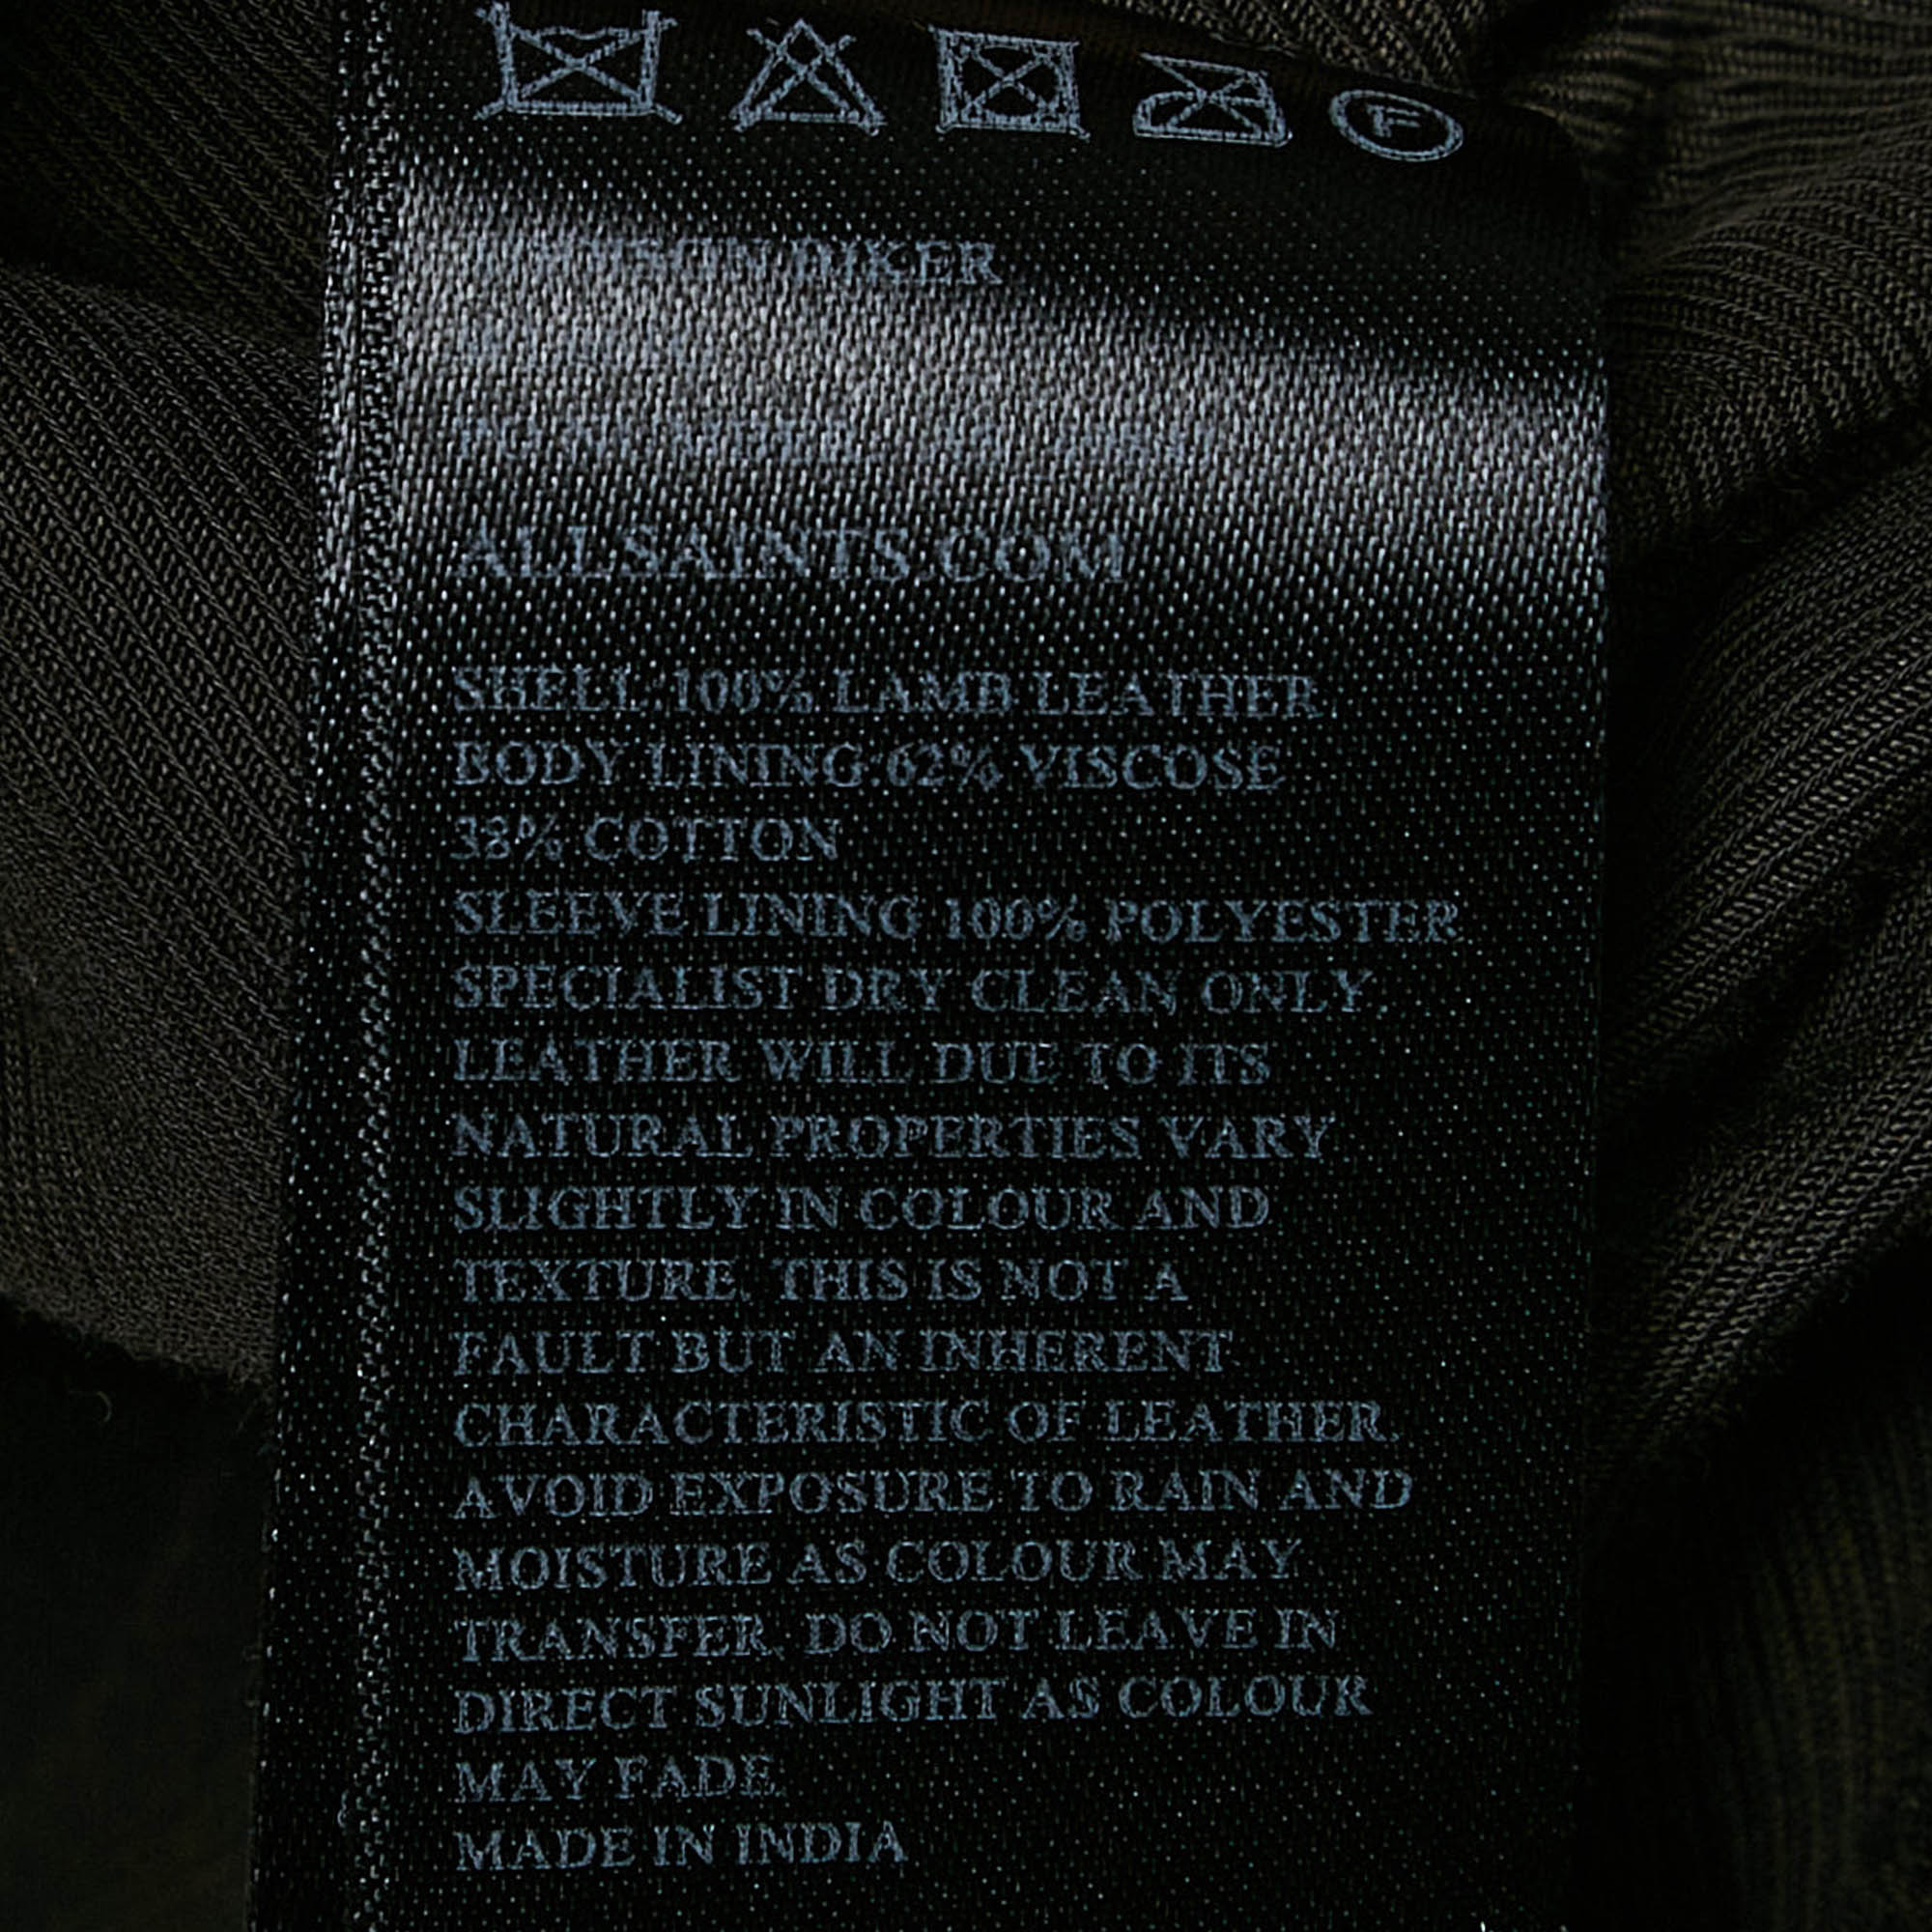 F
BIKER
ALLSAINTS.COM
SHELL 100% LAMB LEATHER
BODY LINING 62% VISCOSE
38% COTTON
SLEEVE LINING 100% POLYESTER
SPECIALIST DRY CLEAN ONLY.
LEATHER WILL DUE TO ITS
NATURAL PROPERTIES VARY
SLIGHTLY IN COLOUR AND
TEXTURE. THIS IS NOT A
FAULT BUT AN INHERENT
CHARACTERISTIC OF LEATHER.
AVOID EXPOSURE TO RAIN AND
MOISTURE AS COLOUR MAY
TRANSFER. DO NOT LEAVE IN
DIRECT SUNLIGHT AS COLOUR
MAY FADE.
MADE IN INDIA